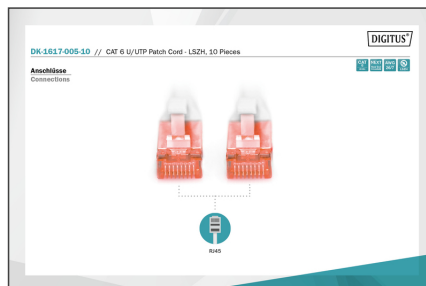 DIGITUS®
DK-1617-005-10 // CAT 6 U/UTP Patch Cord - LSZH, 10 Pieces
Anschlüsse
Connections
RJ45